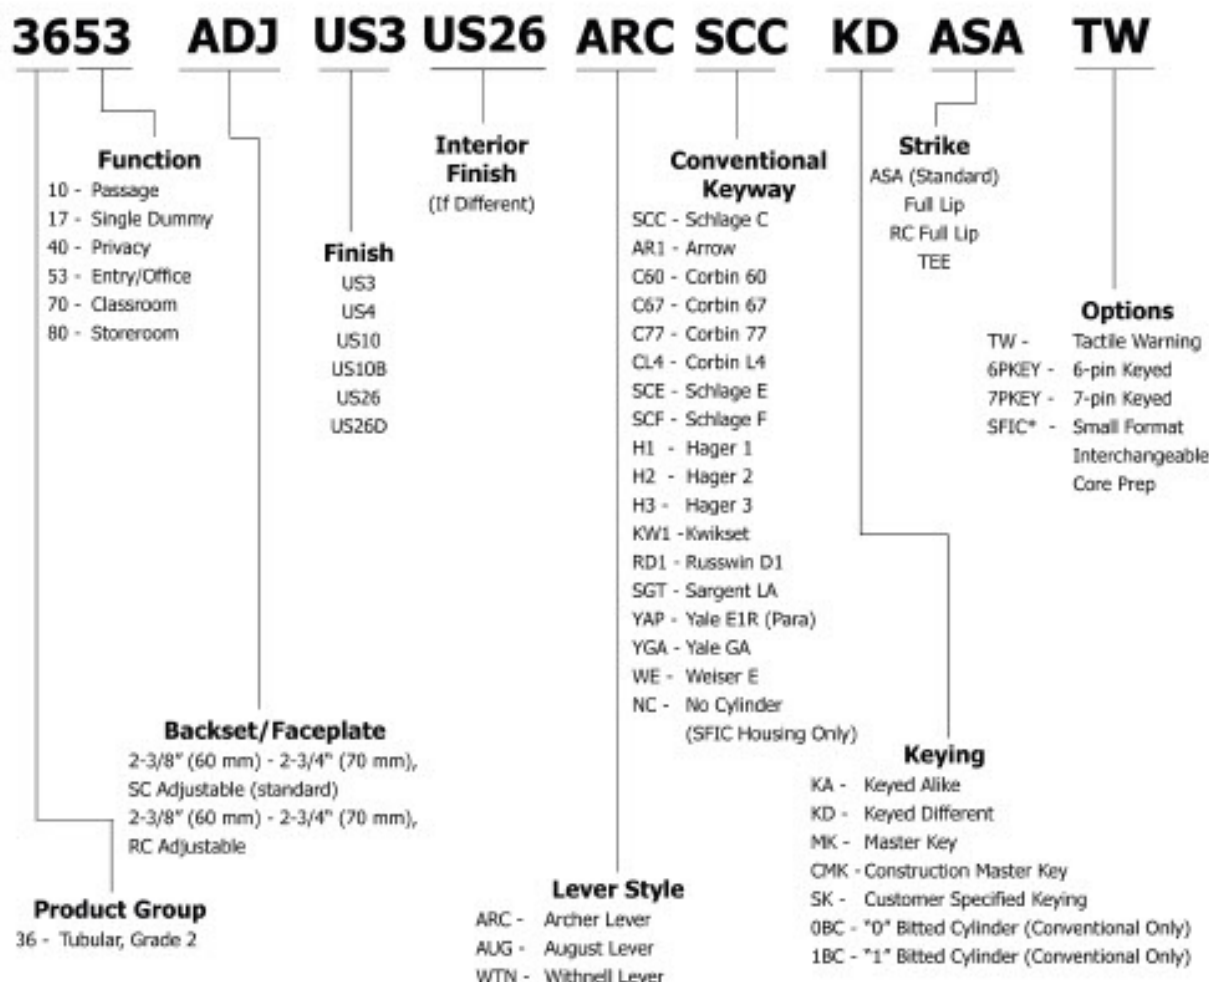 3653 ADJ US3 US26 ARC SCC KD ASA TW
Function
10 - Passage
17 - Single Dummy
40 - Privacy
53 - Entry/Office
70 - Classroom
80 - Storeroom
Interior
Finish
(If Different)
Finish
US3
US4
US10
US10B
US26
US26D
Conventional
Keyway
SCC - Schlage C
AR1 - Arrow
C60 - Corbin 60
C67 - Corbin 67
C77 - Corbin 77
CL4 - Corbin L4
SCE - Schlage E
SCF - Schlage F
H1 - Hager 1
H2 - Hager 2
H3 - Hager 3
KW1 -Kwikset
RD1 - Russwin D1
SGT - Sargent LA
YAP - Yale E1R (Para)
YGA - Yale GA
WE - Weiser E
NC - No Cylinder
(SFIC Housing Only)
Strike
ASA (Standard)
Full Lip
RC Full Lip
TEE
Options
TW - Tactile Warning
6PKEY - 6-pin Keyed
7PKEY - 7-pin Keyed
SFIC* - Small Format
Interchangeable
Core Prep
Backset/Faceplate
2-3/8" (60 mm) - 2-3/4" (70 mm),
SC Adjustable (standard)
2-3/8" (60 mm) - 2-3/4" (70 mm),
RC Adjustable
Keying
KA - Keyed Alike
KD - Keyed Different
MK - Master Key
CMK - Construction Master Key
SK - Customer Specified Keying
0BC - "0" Bitted Cylinder (Conventional Only)
1BC - "1" Bitted Cylinder (Conventional Only)
Product Group
36 - Tubular, Grade 2
Lever Style
ARC - Archer Lever
AUG - August Lever
WTN - Withnell Lever